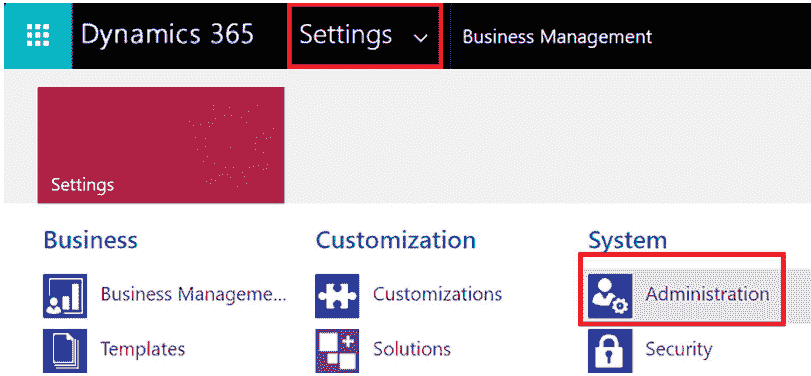 Dynamics 365 Settings Business Management
Settings
Business Customization System
Business Manageme... Customizations Administration
Templates Solutions Security